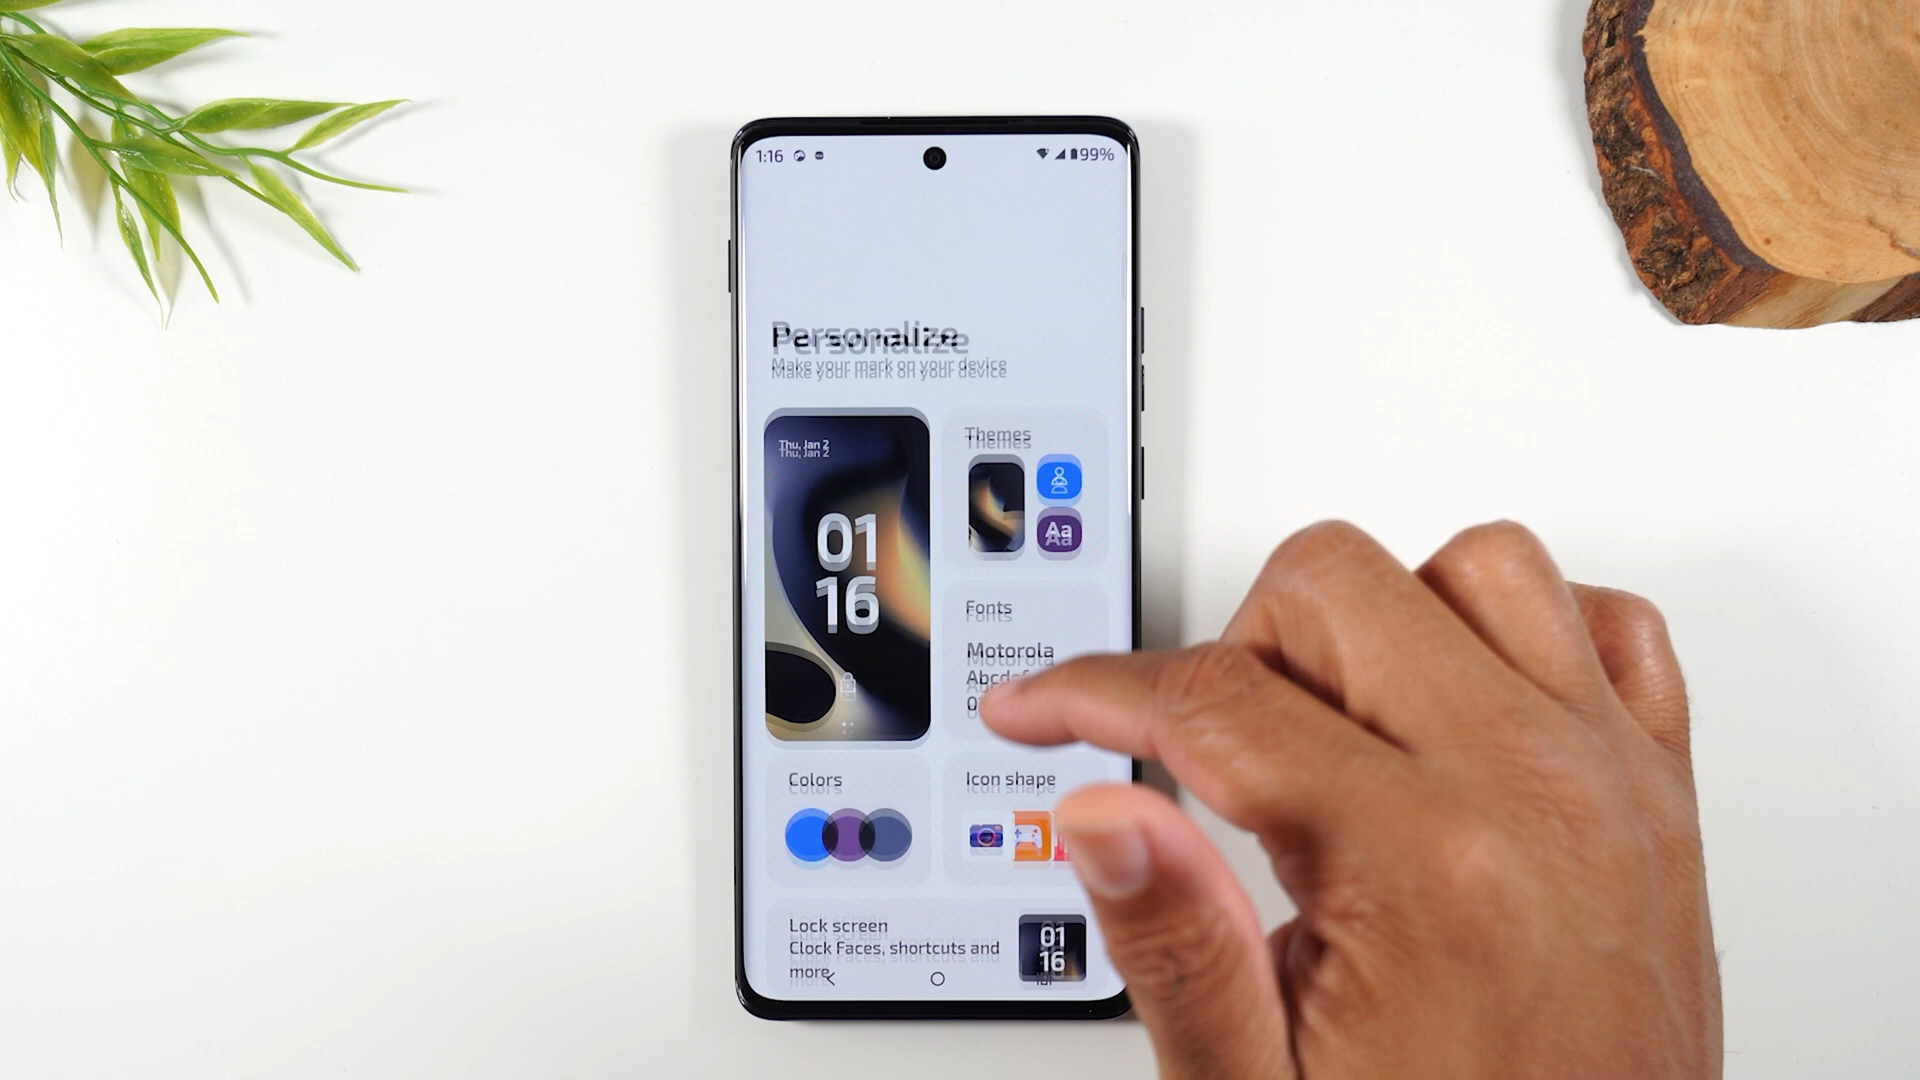 1:16
99%
Personalize
Make your mark on your device
Thu, Jan 2
01
16
Themes
Aa
Fonts
Motorola
Colors
Icon shape
Lock screen
Clock Faces, shortcuts and
more
01
16